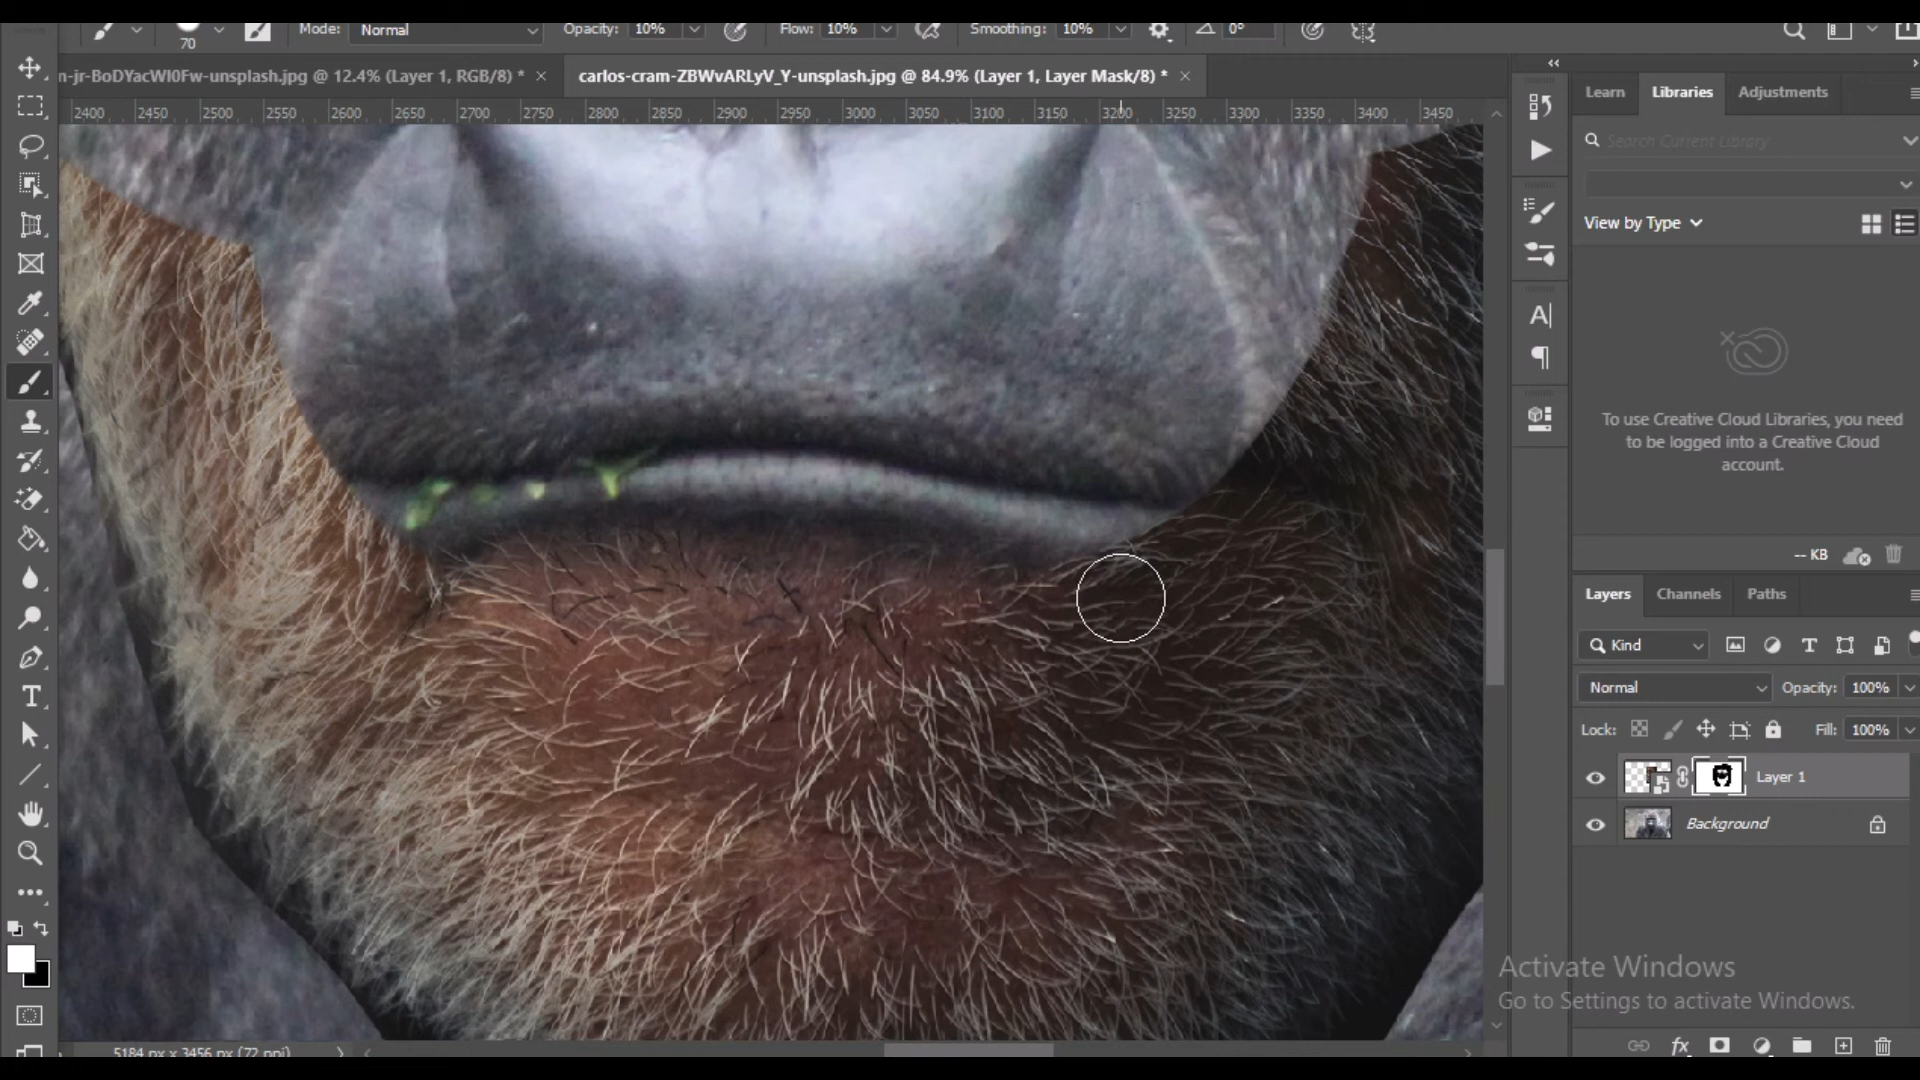 70 Mode: Normal Opacity: 10% Flow: 10% Smoothing: 10% 0°
n-jr-BoDYacWI0Fw-unsplash.jpg @ 12.4% (Layer 1, RGB/8) * × carlos-cram-ZBWvARLyV_Y-unsplash.jpg @ 84.9% (Layer 1, Layer Mask/8) * ×
2400 2450 2500 2550 2600 2650 2700 2750 2800 2850 2900 2950 3000 3050 3100 3150 3200 3250 3300 3350 3400 3450
Learn Libraries Adjustments
Search Current Library
View by Type
To use Creative Cloud Libraries, you need
to be logged into a Creative Cloud
account.
-- KB
Layers Channels Paths
Kind
Normal Opacity: 100%
Lock: Fill: 100%
Layer 1
Background
Activate Windows
Go to Settings to activate Windows.
5184 px x 3456 px (72 ppi)